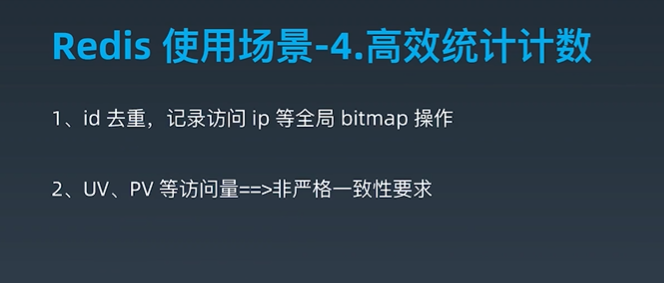 Redis 使用场景-4.高效统计计数
1、id 去重，记录访问 ip 等全局 bitmap 操作
2、UV、PV 等访问量==>非严格一致性要求